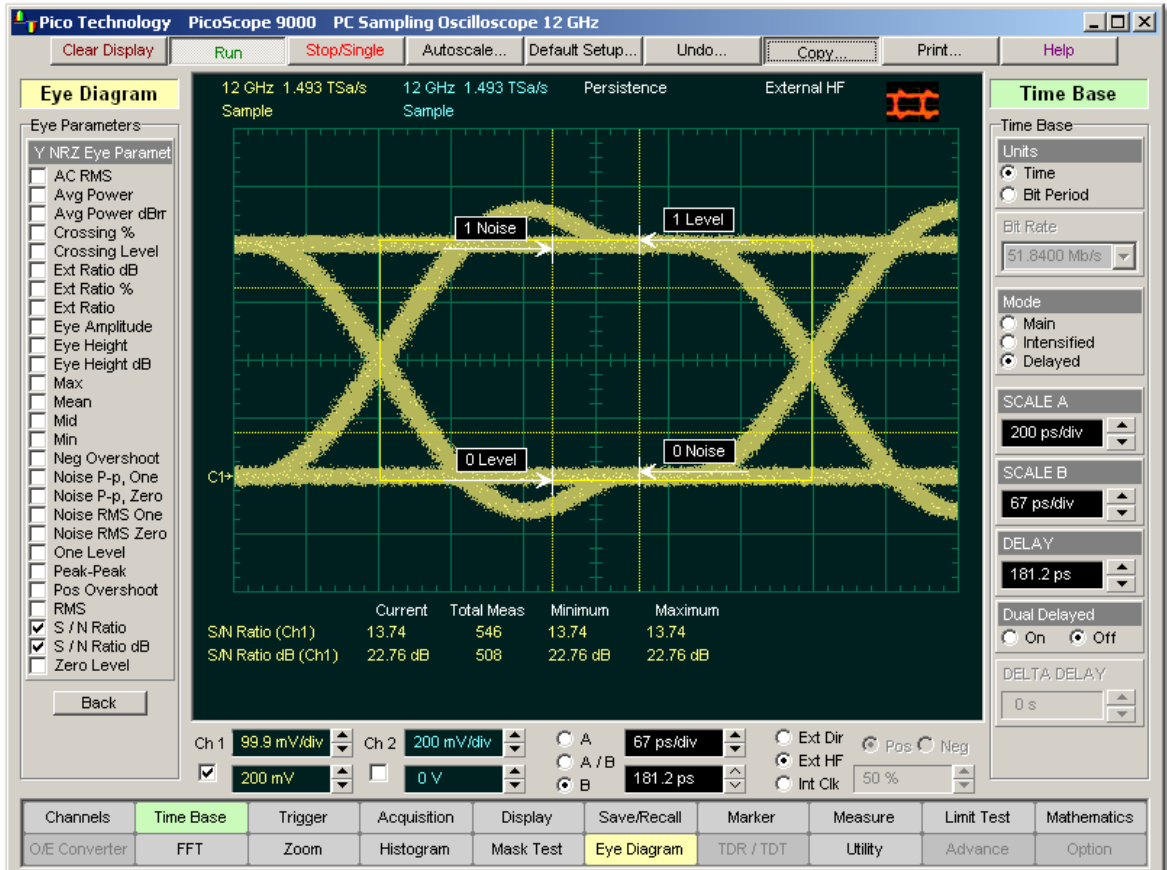 Pico Technology PicoScope 9000 PC Sampling Oscilloscope 12 GHz
Clear Display Run Stop/Single Autoscale... Default Setup... Undo... Copy... Print... Help
Eye Diagram
Eye Parameters
Y NRZ Eye Paramet
AC RMS
Avg Power
Avg Power dBm
Crossing %
Crossing Level
Ext Ratio dB
Ext Ratio %
Ext Ratio
Eye Amplitude
Eye Height
Eye Height dB
Max
Mean
Mid
Min
Neg Overshoot
Noise P-p, One
Noise P-p, Zero
Noise RMS One
Noise RMS Zero
One Level
Peak-Peak
Pos Overshoot
RMS
S / N Ratio
S / N Ratio dB
Zero Level
Back
12 GHz 1.493 TSa/s 12 GHz 1.493 TSa/s Persistence External HF
Sample Sample
1 Noise 1 Level
0 Level 0 Noise
C1
Current Total Meas Minimum Maximum
S/N Ratio (Ch1) 13.74 546 13.74 13.74
S/N Ratio dB (Ch1) 22.76 dB 508 22.76 dB 22.76 dB
Time Base
Time Base
Units
Time
Bit Period
Bit Rate
51.8400 Mb/s
Mode
Main
Intensified
Delayed
SCALE A
200 ps/div
SCALE B
67 ps/div
DELAY
181.2 ps
Dual Delayed
On Off
DELTA DELAY
0 s
Ch 1 99.9 mV/div Ch 2 200 mV/div A 67 ps/div Ext Dir Pos Neg
A / B Ext HF
200 mV 0 V B 181.2 ps Int Clk 50 %
Channels Time Base Trigger Acquisition Display Save/Recall Marker Measure Limit Test Mathematics
O/E Converter FFT Zoom Histogram Mask Test Eye Diagram TDR / TDT Utility Advance Option